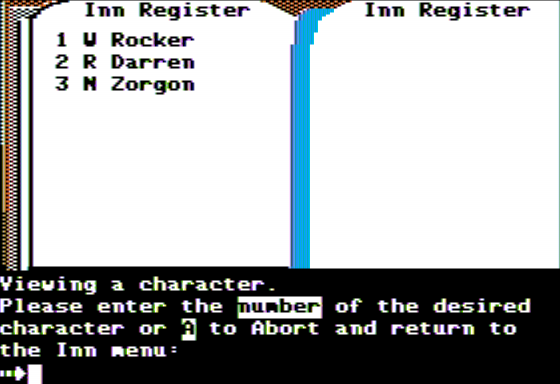 Inn Register
1 W Rocker
2 R Darren
3 N Zorgon
Inn Register
Viewing a character.
Please enter the number of the desired
character or A to Abort and return to
the Inn menu: